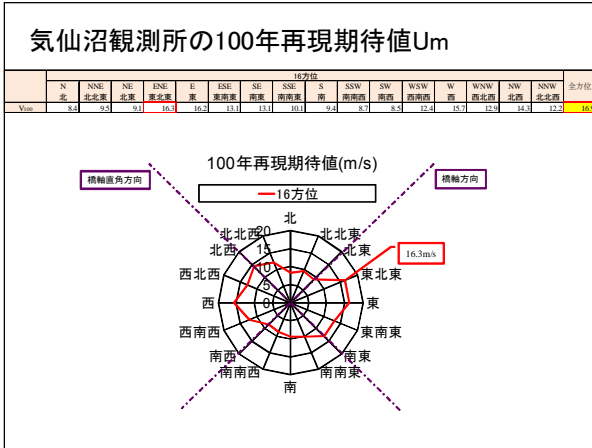 気仙沼観測所の100年再現期待値Um
16方位
N NNE NE ENE E ESE SE SSE S SSW SW WSW W WNW NW NNW 全方位
北 北北東 北東 東北東 東 東南東 南東 南南東 南 南南西 南西 西南西 西 西北西 北西 北北西
V100 8.4 9.5 9.1 16.3 16.2 13.1 13.1 10.1 9.4 8.7 8.5 12.4 15.7 12.9 14.3 12.2 16.9
100年再現期待値(m/s)
橋軸直角方向
橋軸方向
16方位
北
北北西 20 北北東
北西 15 北東
10
西北西 東北東
5
16.3m/s
西 0 東
西南西 東南東
南西 南東
南南西 南南東
南